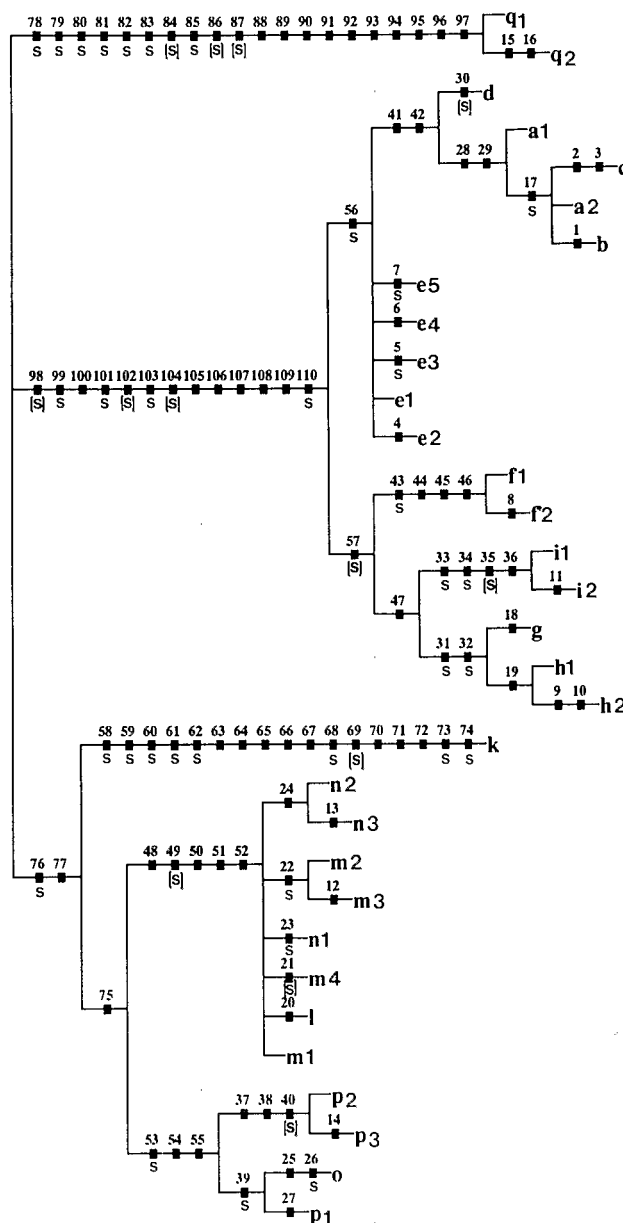 78 79 80 81 82 83 84 85 86 87 88 89 90 91 92 93 94 95 96 97 q1
S S S S S S [S] S [S] [S] 15 16 q2
30 d
[S]
41 42
a1
28 29 2 3
17
S a2
1 b
56
S
7 e5
S
6 e4
5 e3
S
e1
4 e2
98 99 100 101 102 103 104 105 106 107 108 109 110
[S] S S [S] S [S] S
43 44 45 46 f1
S 8 f2
57
[S]
33 34 35 36 i1
S S [S] 11 i2
47
18 g
31 32
S S 19 h1
9 10 h2
58 59 60 61 62 63 64 65 66 67 68 69 70 71 72 73 74 k
S S S S S S [S] S S
24 n2
13 n3
48 49 50 51 52
[S]
22 m2
S 12 m3
76 77
S
23 n1
S
21 m4
[S]
20 l
m1
75
37 38 40 p2
[S] 14 p3
53 54 55
S
39 25 26 o
S S
27 p1